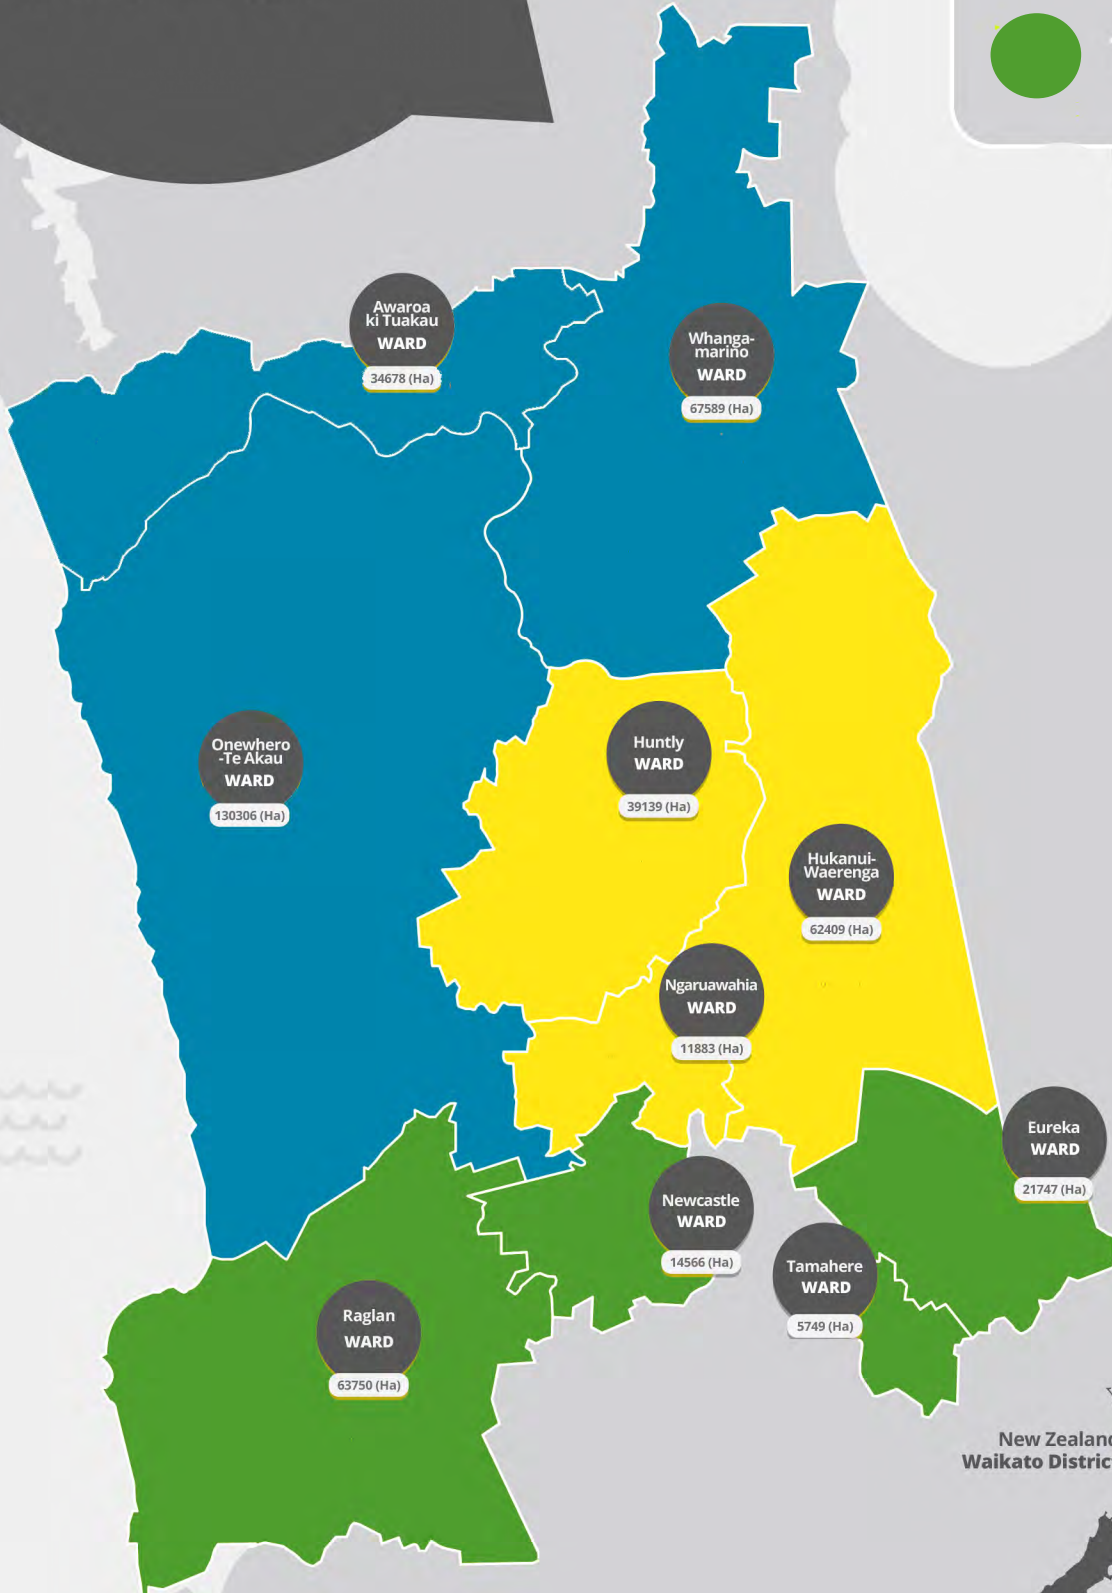 Awaroa
ki Tuakau
WARD
34678 (Ha)
Whanga-
marino
WARD
67589 (Ha)
Onewhero
-Te Akau
WARD
130306 (Ha)
Huntly
WARD
39139 (Ha)
Hukanui-
Waerenga
WARD
62409 (Ha)
Ngaruawahia
WARD
11883 (Ha)
Eureka
WARD
21747 (Ha)
Newcastle
WARD
14566 (Ha)
Tamahere
WARD
5749 (Ha)
Raglan
WARD
63750 (Ha)
New Zealand
Waikato District